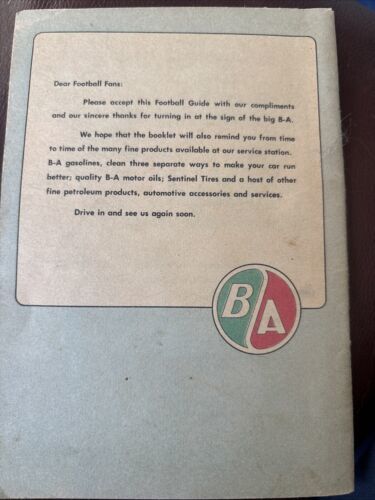 Dear Football Fans:
Please accept this Football Guide with our compliments
and our sincere thanks for turning in at the sign of the big B-A.
We hope that the booklet will also remind you from time
to time of the many fine products available at our service station.
B-A gasolines, clean three separate ways to make your car run
better; quality B-A motor oils; Sentinel Tires and a host of other
fine petroleum products, automotive accessories and services.
Drive in and see us again soon.
B A